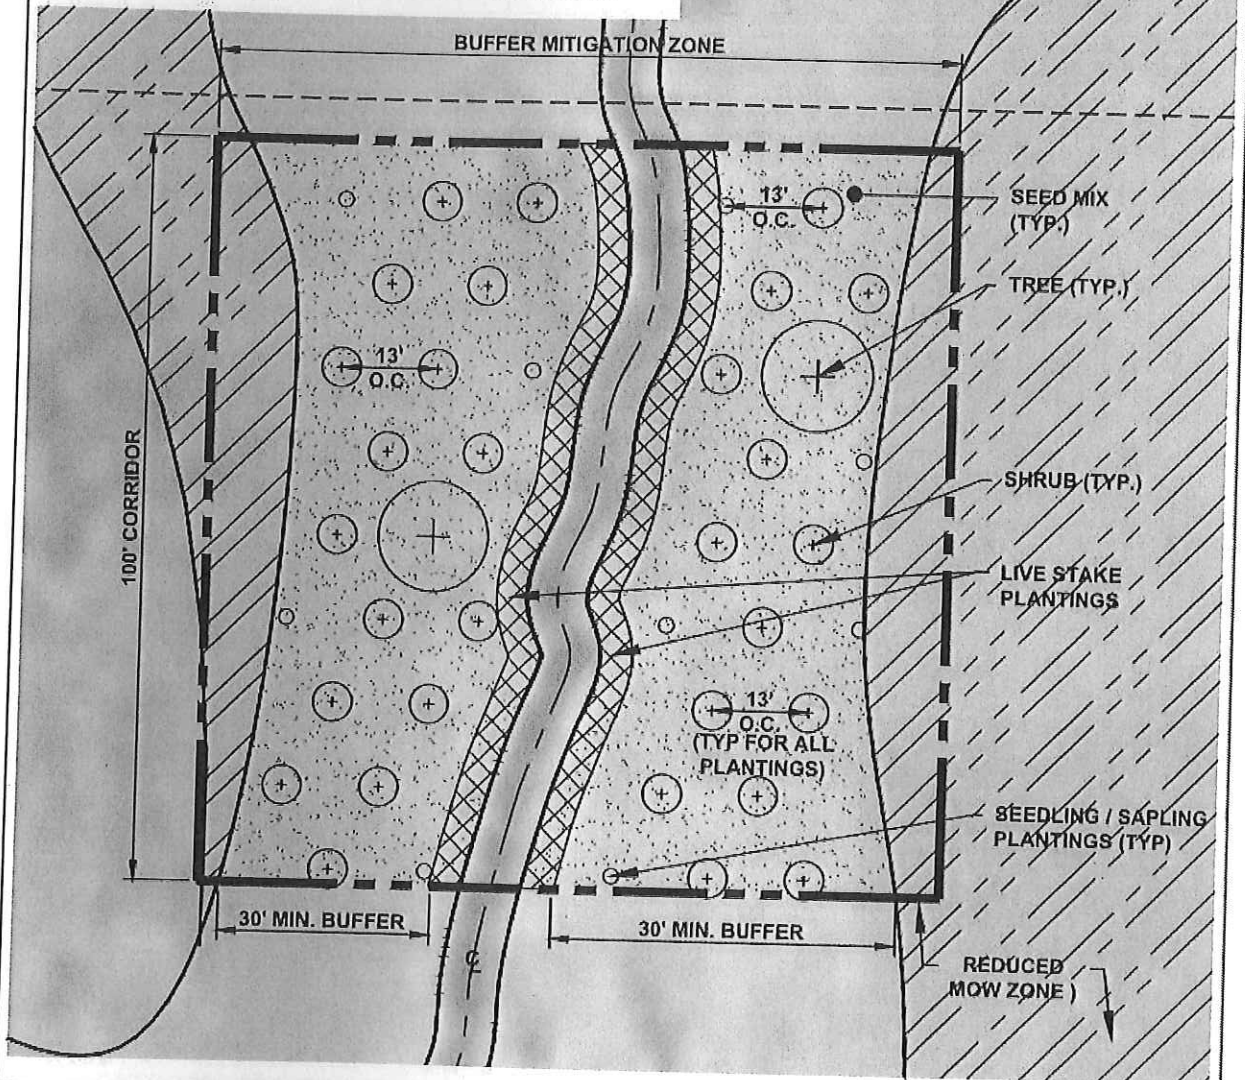 BUFFER MITIGATION ZONE
13'
O.C.
SEED MIX
(TYP.)
TREE (TYP.)
13'
O.C.
100' CORRIDOR
SHRUB (TYP.)
LIVE STAKE
PLANTINGS
13'
O.C.
(TYP FOR ALL
PLANTINGS)
SEEDLING / SAPLING
PLANTINGS (TYP)
30' MIN. BUFFER
30' MIN. BUFFER
REDUCED
MOW ZONE )